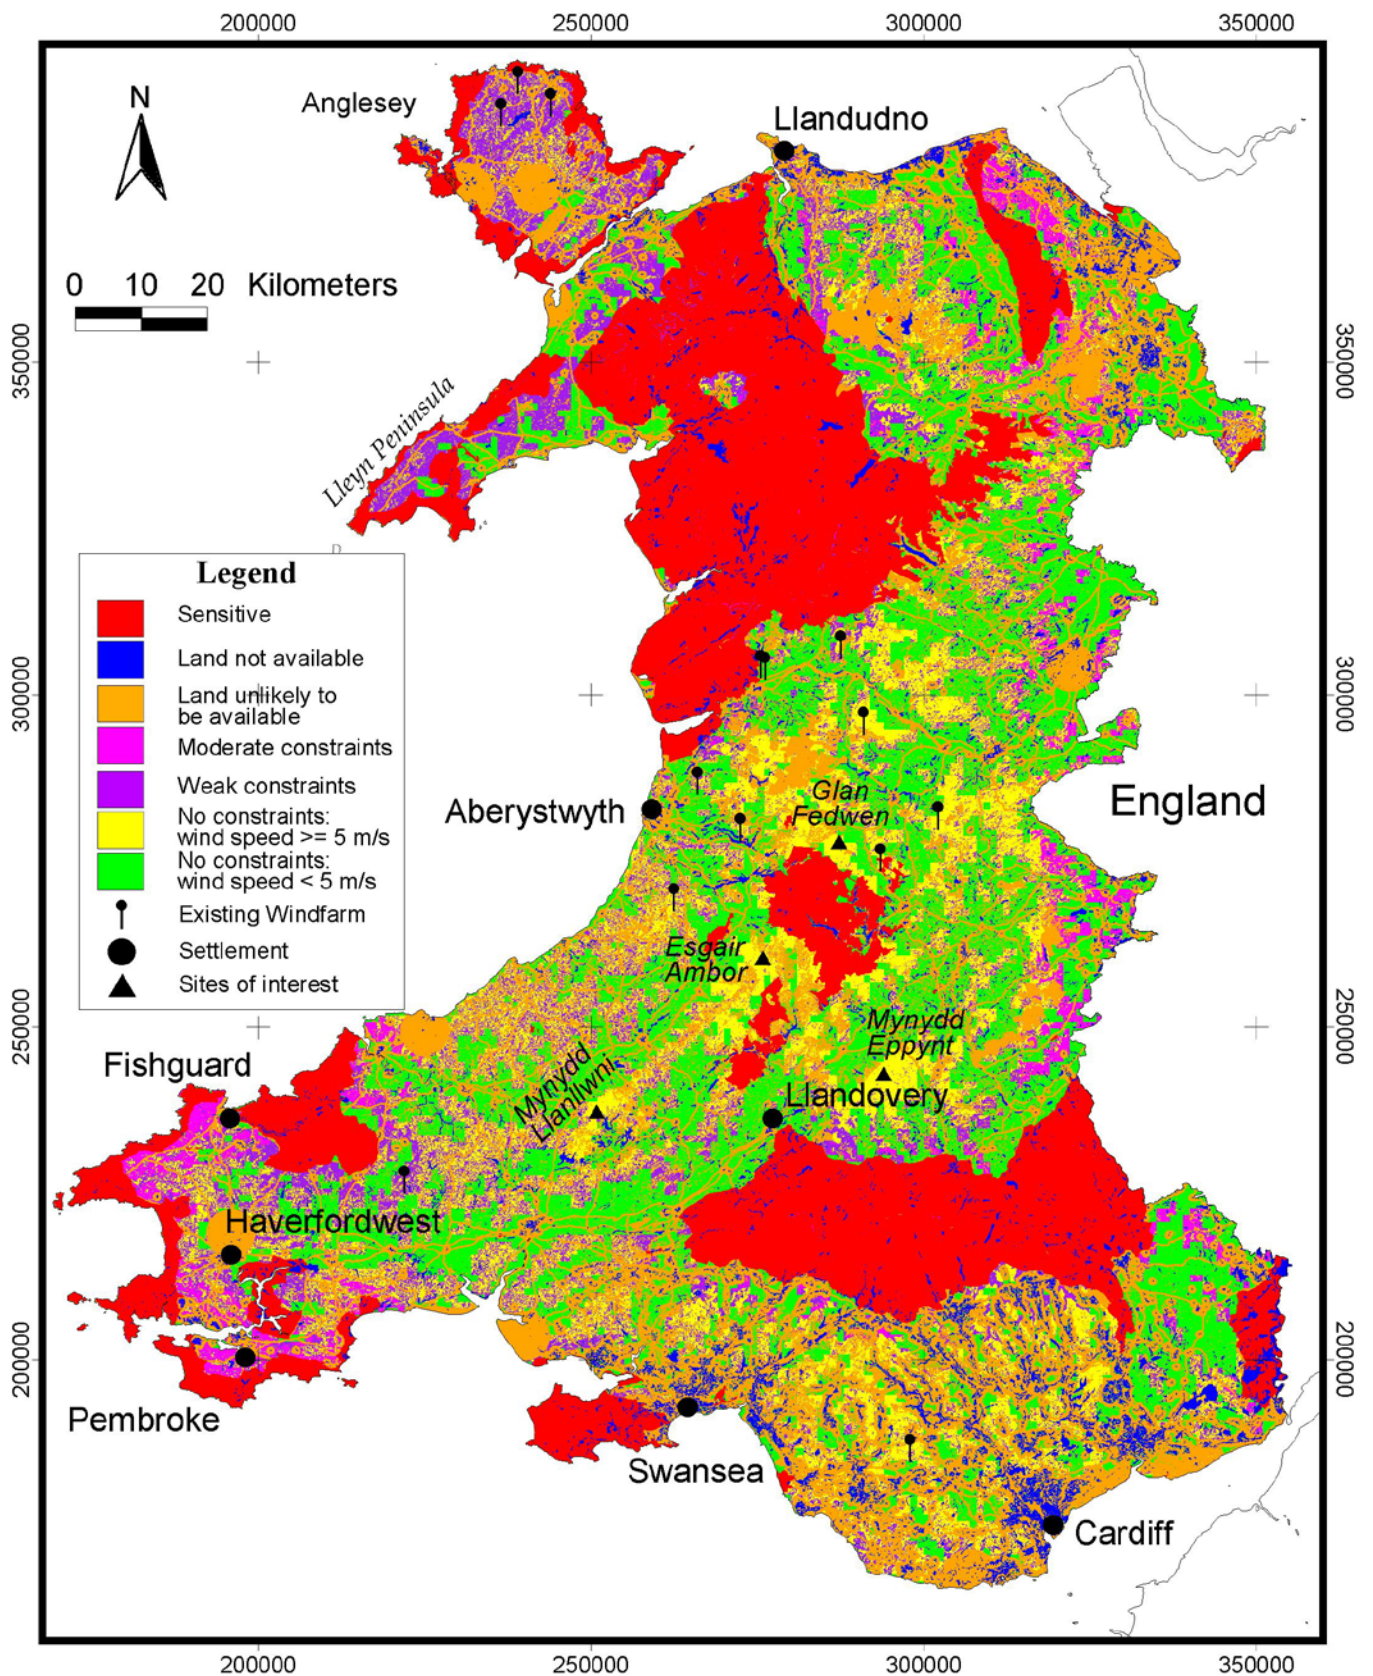 200000 250000 300000 350000
N
Anglesey
Llandudno
0 10 20 Kilometers
350000
350000
Lleyn Peninsula
D
Legend
Sensitive
Land not available
Land unlikely to
be available
Moderate constraints
Weak constraints
No constraints:
wind speed >= 5 m/s
No constraints:
wind speed < 5 m/s
Existing Windfarm
Settlement
Sites of interest
300000
300000
Aberystwyth
Glan
Fedwen
England
Esgair
Ambor
250000
250000
Mynydd
Eppynt
Fishguard
Mynydd
Llanllwni
Llandovery
Haverfordwest
200000
200000
Pembroke
Swansea
Cardiff
200000 250000 300000 350000